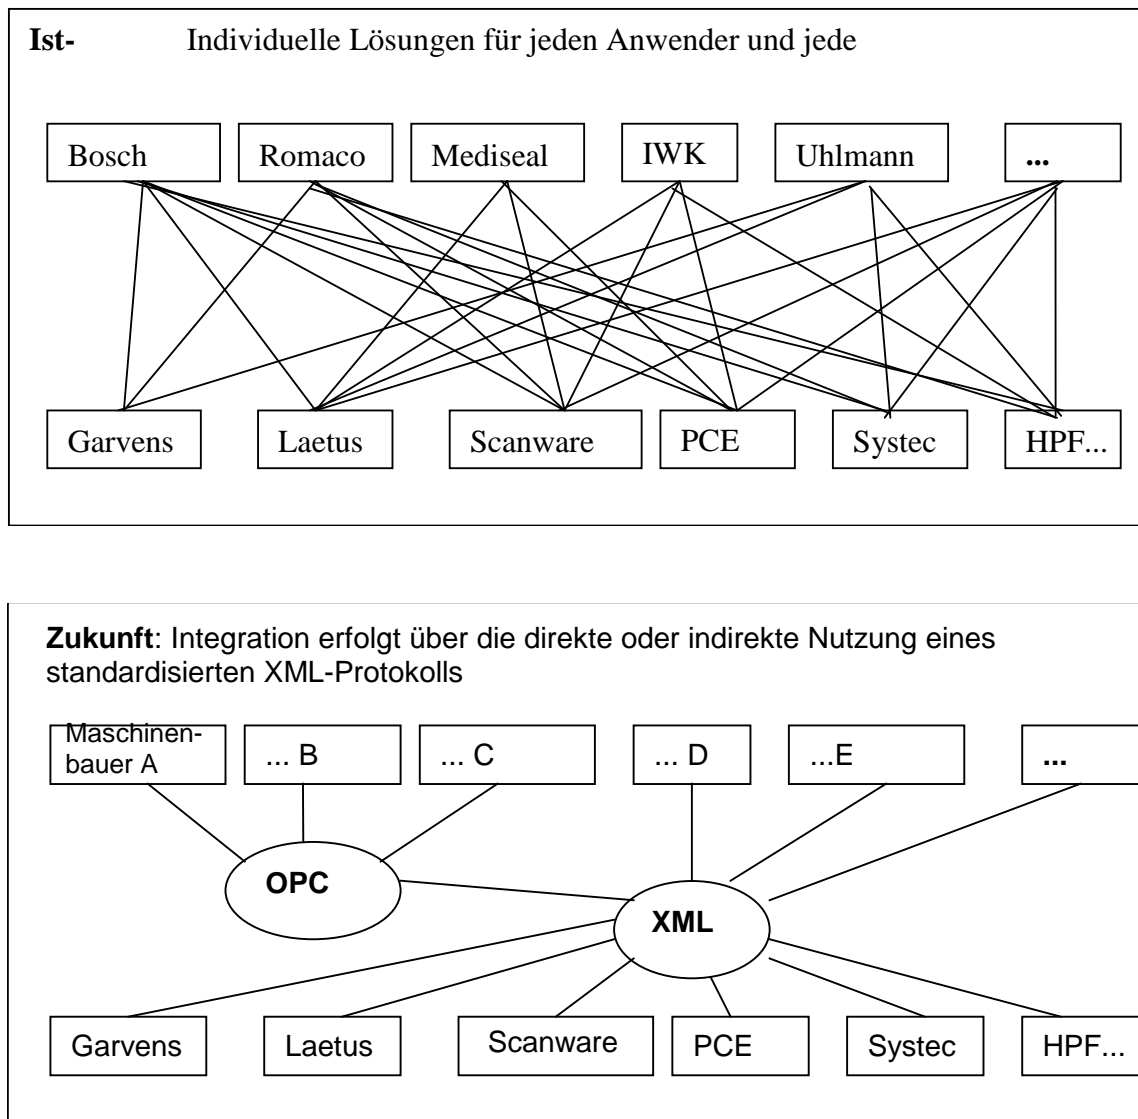 Ist- Individuelle Lösungen für jeden Anwender und jede
Bosch Romaco Mediseal IWK Uhlmann ...
Garvens Laetus Scanware PCE Systec HPF...
Zukunft: Integration erfolgt über die direkte oder indirekte Nutzung eines
standardisierten XML-Protokolls
Maschinen-
bauer A ... B ... C ... D ...E ...
OPC
XML
Garvens Laetus Scanware PCE Systec HPF...